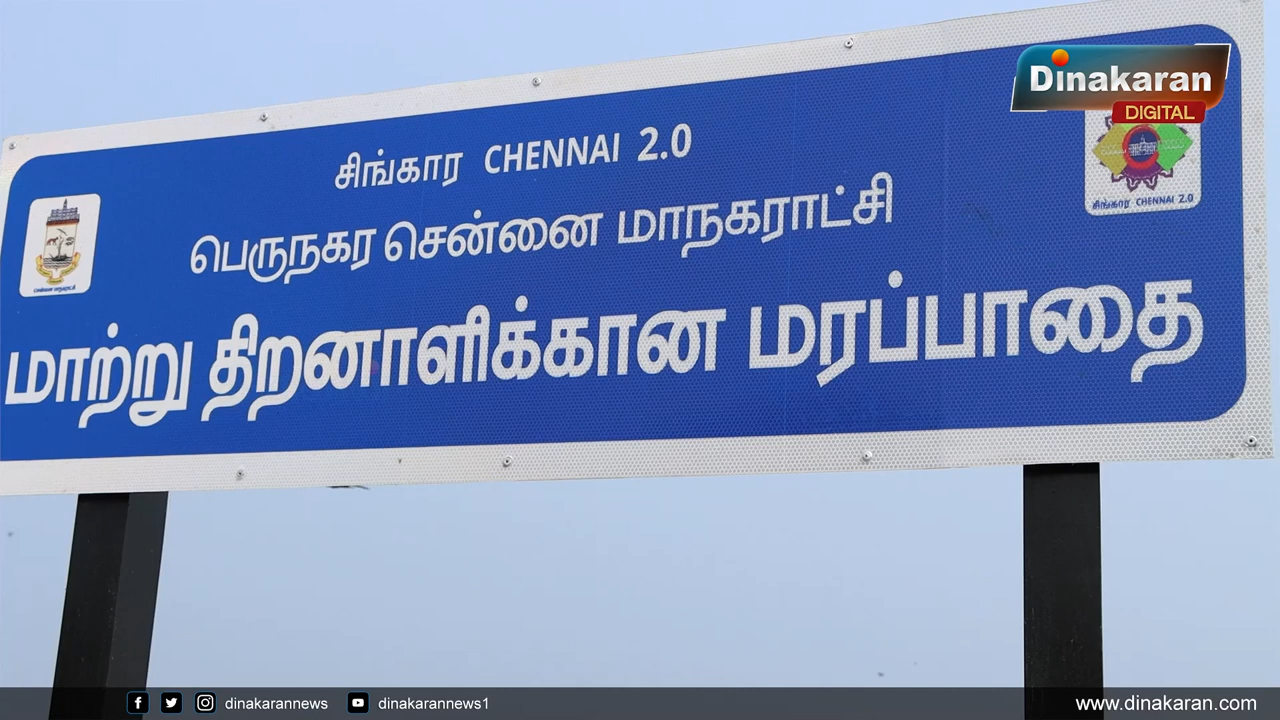 Dinakaran
DIGITAL
சிங்கார CHENNAI 2.0
பெருநகர சென்னை மாநகராட்சி
மாற்று திறனாளிக்கான மரப்பாதை
சிங்கார CHENNAI 2.0
dinakarannews
dinakarannews1
www.dinakaran.com